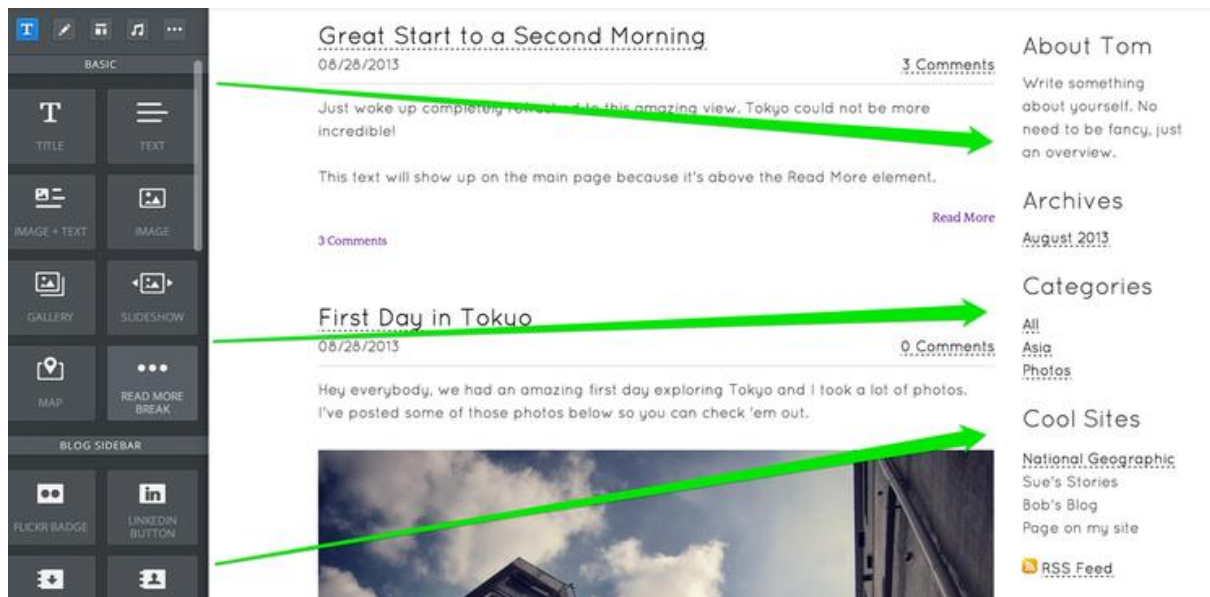 T
BASIC
T
TITLE
TEXT
IMAGE + TEXT
IMAGE
GALLERY
SLIDESHOW
MAP
READ MORE
BREAK
BLOG SIDEBAR
FLICKR BADGE
in
LINKEDIN
BUTTON
Great Start to a Second Morning
08/28/2013
3 Comments
Just woke up completely refreshed to this amazing view. Tokyo could not be more
incredible!
This text will show up on the main page because it's above the Read More element.
Read More
3 Comments
First Day in Tokyo
08/28/2013
0 Comments
Hey everybody, we had an amazing first day exploring Tokyo and I took a lot of photos.
I've posted some of those photos below so you can check 'em out.
About Tom
Write something
about yourself. No
need to be fancy, just
an overview.
Archives
August 2013
Categories
All
Asia
Photos
Cool Sites
National Geographic
Sue's Stories
Bob's Blog
Page on my site
RSS Feed